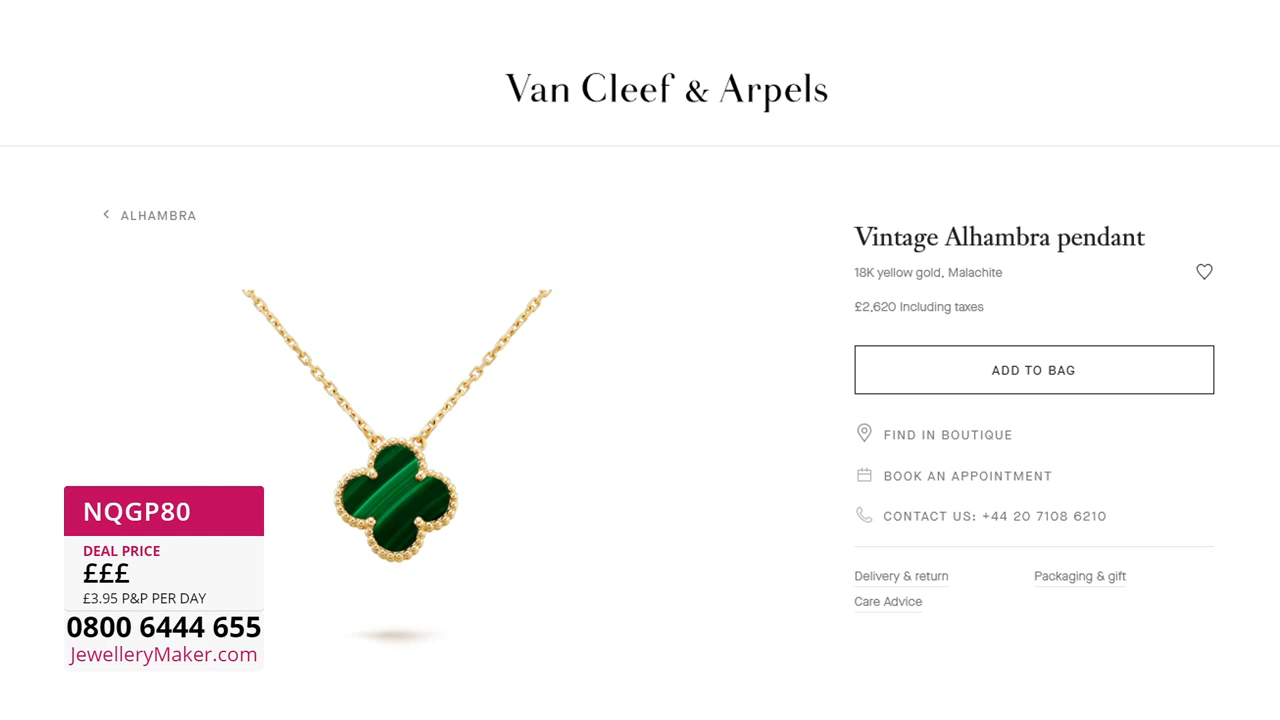 Van Cleef & Arpels
ALHAMBRA
Vintage Alhambra pendant
18K yellow gold, Malachite
£2,620 Including taxes
ADD TO BAG
FIND IN BOUTIQUE
BOOK AN APPOINTMENT
CONTACT US: +44 20 7108 6210
Delivery & return
Packaging & gift
Care Advice
NQGP80
DEAL PRICE
£££
£3.95 P&P PER DAY
0800 6444 655
JewelleryMaker.com